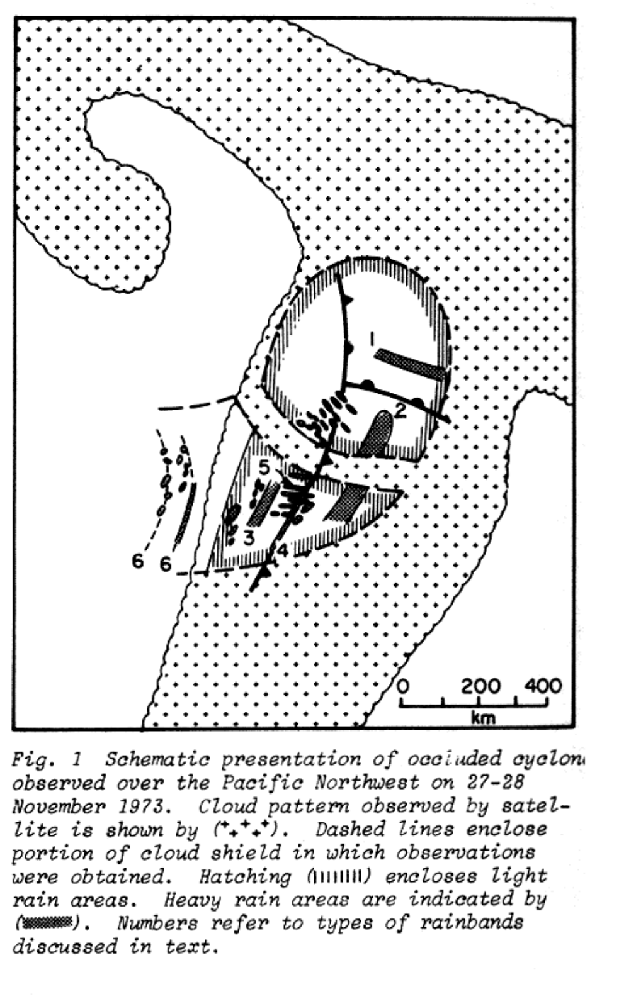 1
2
5
3
4
6 6
0 200 400
km
Fig. 1 Schematic presentation of occluded cyclon
observed over the Pacific Northwest on 27-28
November 1973. Cloud pattern observed by satel-
lite is shown by (++++). Dashed lines enclose
portion of cloud shield in which observations
were obtained. Hatching (||||||||) encloses light
rain areas. Heavy rain areas are indicated by
( ). Numbers refer to types of rainbands
discussed in text.